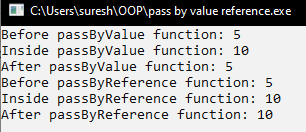 C:\Users\suresh\OOP\pass by value reference.exe
Before passByValue function: 5
Inside passByValue function: 10
After passByValue function: 5
Before passByReference function: 5
Inside passByReference function: 10
After passByReference function: 10